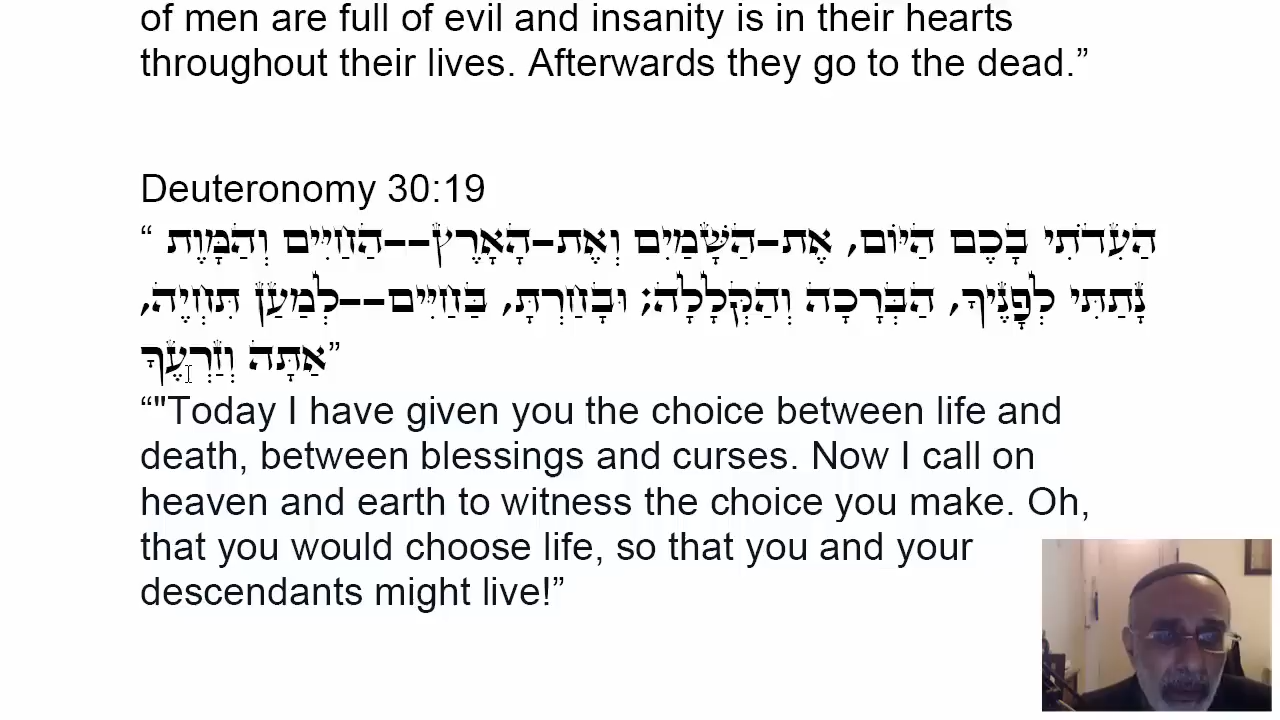 of men are full of evil and insanity is in their hearts
throughout their lives. Afterwards they go to the dead.”
Deuteronomy 30:19
“ הַעִדֹתִי בָכֶם הַיּוֹם, אֶת-הַשָּׁמַיִם וְאֶת-הָאָרֶץ--הַחַיִּים וְהַמָּוֶת
נָתַתִּי לְפָנֶיךָ, הַבְּרָכָה וְהַקְּלָלָה; וּבָחַרְתָּ, בַּחַיִּים--לְמַעַן תִּחְיֶה,
אַתָּה וְזַרְעֶךָ”
“"Today I have given you the choice between life and
death, between blessings and curses. Now I call on
heaven and earth to witness the choice you make. Oh,
that you would choose life, so that you and your
descendants might live!”